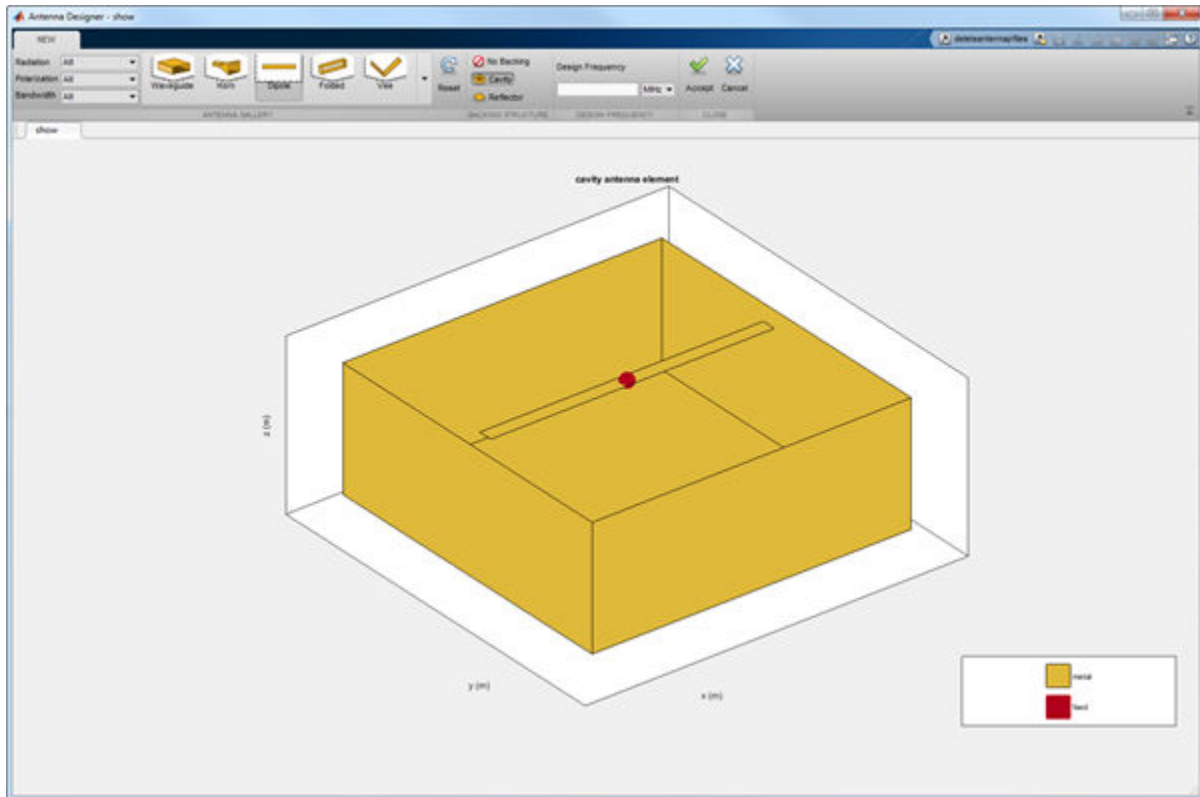 Antenna Designer - show
NEW
Radiation All
Polarization All
Bandwidth All
Waveguide Horn Dipole Folded Vee
Reset
No Backing
Cavity
Reflector
Design Frequency
MHz
Accept Cancel
ANTENNA GALLERY
BACKING STRUCTURE
DESIGN FREQUENCY
CLOSE
show
cavity antenna element
z (m)
y (m)
x (m)
metal
feed